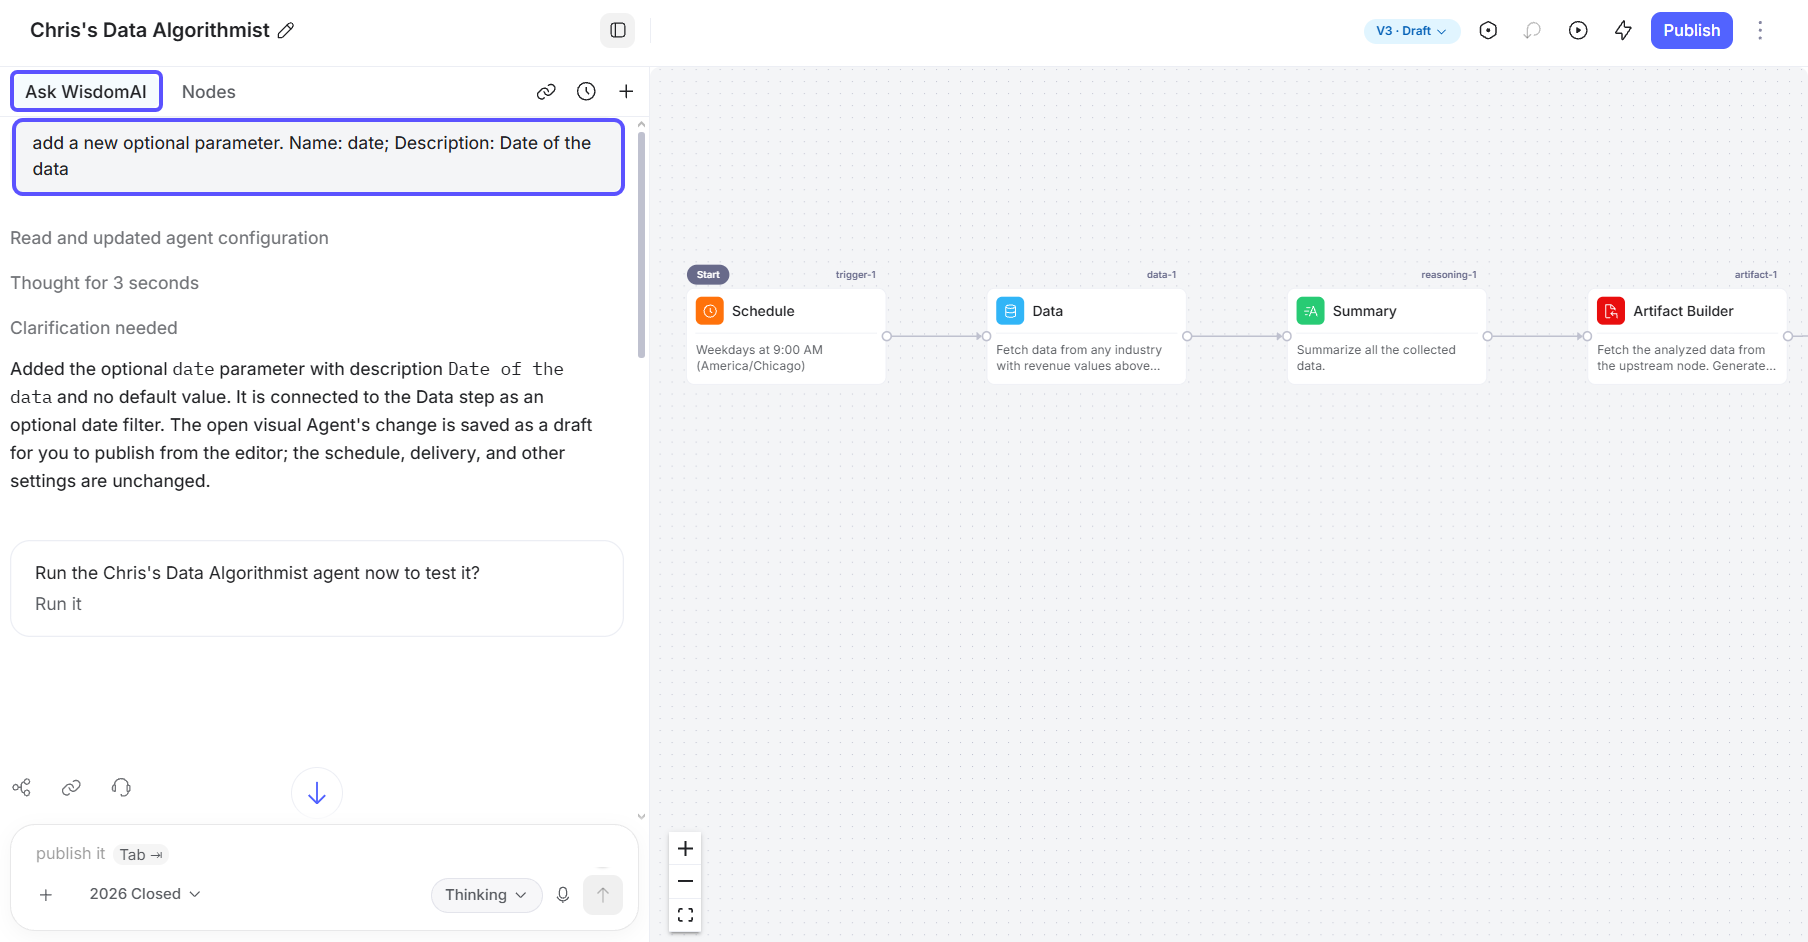 Chris's Data Algorithmist
V3 · Draft
Publish
Ask WisdomAI
Nodes
add a new optional parameter. Name: date; Description: Date of the
data
Read and updated agent configuration
Thought for 3 seconds
Clarification needed
Added the optional date parameter with description Date of the
data and no default value. It is connected to the Data step as an
optional date filter. The open visual Agent's change is saved as a draft
for you to publish from the editor; the schedule, delivery, and other
settings are unchanged.
Run the Chris's Data Algorithmist agent now to test it?
Run it
publish it Tab
2026 Closed
Thinking
Start
trigger-1
Schedule
Weekdays at 9:00 AM
(America/Chicago)
data-1
Data
Fetch data from any industry
with revenue values above...
reasoning-1
Summary
Summarize all the collected
data.
artifact-1
Artifact Builder
Fetch the analyzed data from
the upstream node. Generate...